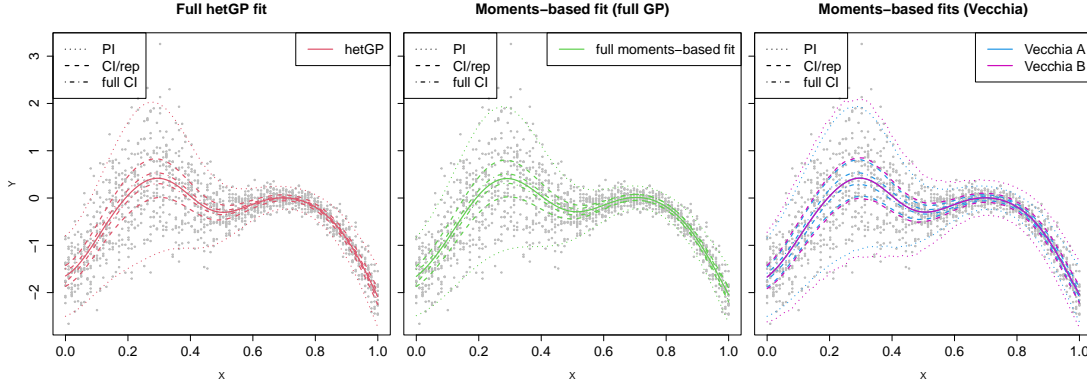 Full hetGP fit
PI
CI/rep
full CI
hetGP
Y
3
2
1
0
−1
−2
0.0 0.2 0.4 0.6 0.8 1.0
X
Moments−based fit (full GP)
PI
CI/rep
full CI
full moments−based fit
0.0 0.2 0.4 0.6 0.8 1.0
X
Moments−based fits (Vecchia)
PI
CI/rep
full CI
Vecchia A
Vecchia B
0.0 0.2 0.4 0.6 0.8 1.0
X